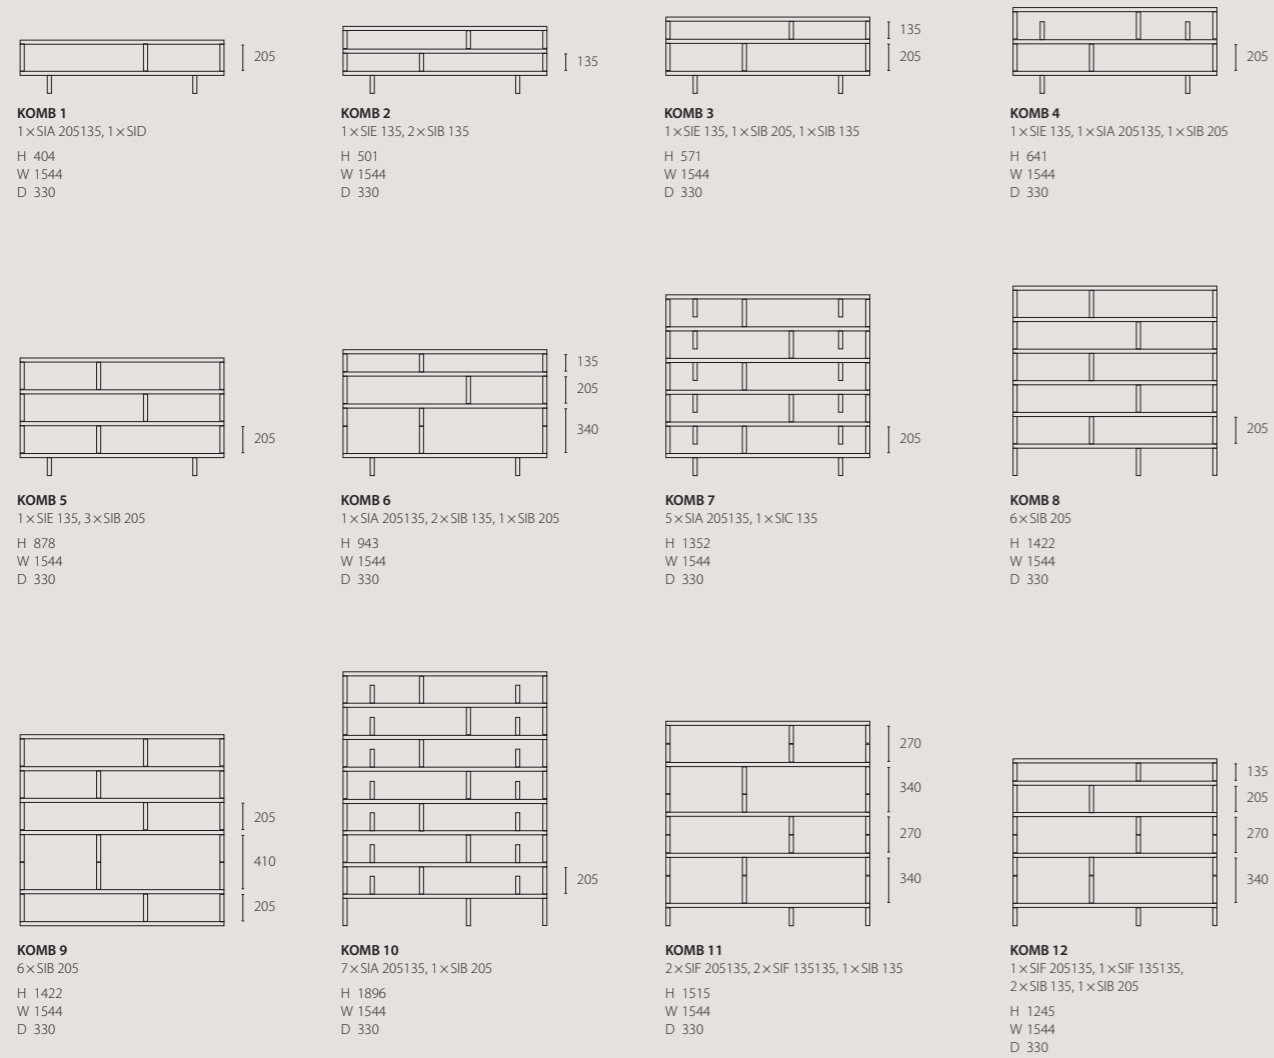 205
KOMB 1
1×SIA 205135, 1×SID
H 404
W 1544
D 330
135
KOMB 2
1×SIE 135, 2×SIB 135
H 501
W 1544
D 330
135
205
KOMB 3
1×SIE 135, 1×SIB 205, 1×SIB 135
H 571
W 1544
D 330
205
KOMB 4
1×SIE 135, 1×SIA 205135, 1×SIB 205
H 641
W 1544
D 330
205
KOMB 5
1×SIE 135, 3×SIB 205
H 878
W 1544
D 330
135
205
340
KOMB 6
1×SIA 205135, 2×SIB 135, 1×SIB 205
H 943
W 1544
D 330
205
KOMB 7
5×SIA 205135, 1×SIC 135
H 1352
W 1544
D 330
205
KOMB 8
6×SIB 205
H 1422
W 1544
D 330
205
410
205
KOMB 9
6×SIB 205
H 1422
W 1544
D 330
205
KOMB 10
7×SIA 205135, 1×SIB 205
H 1896
W 1544
D 330
270
340
270
340
KOMB 11
2×SIF 205135, 2×SIF 135135, 1×SIB 135
H 1515
W 1544
D 330
135
205
270
340
KOMB 12
1×SIF 205135, 1×SIF 135135,
2×SIB 135, 1×SIB 205
H 1245
W 1544
D 330